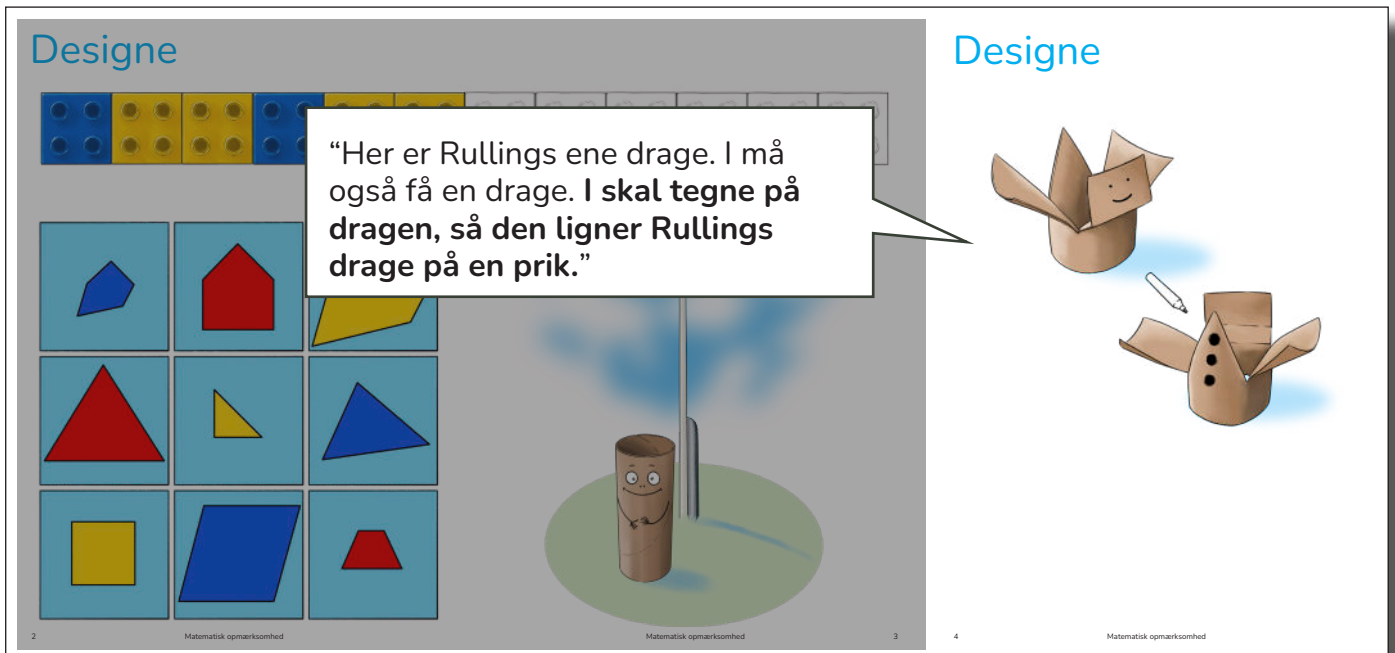 Designe
Designe
“Her er Rullings ene drage. I må
også få en drage. I skal tegne på
dragen, så den ligner Rullings
drage på en prik.”
2
Matematisk opmærksomhed
Matematisk opmærksomhed
3
4
Matematisk opmærksomhed